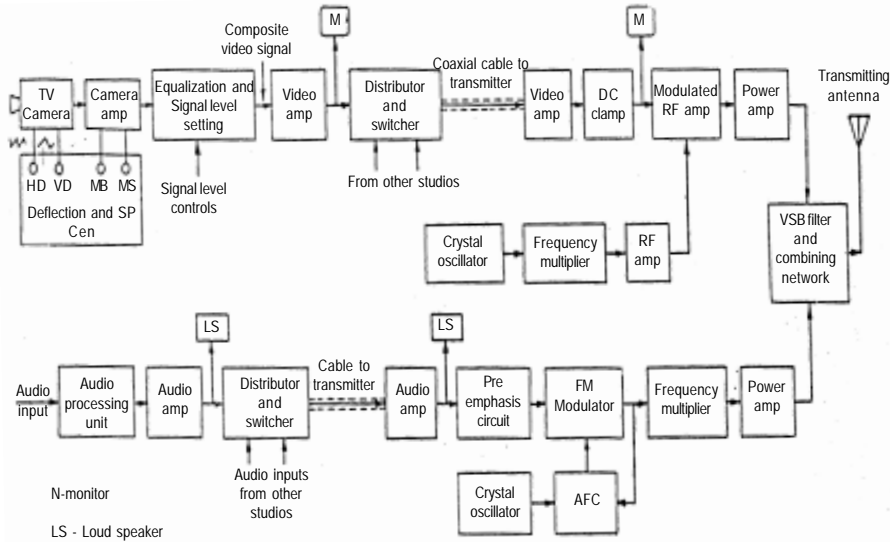 M
M
Composite
video signal
Coaxial cable to
transmitter
Transmitting
antenna
TV
Camera
Camera
amp
Equalization and
Signal level
setting
Video
amp
Distributor
and
switcher
Video
amp
DC
clamp
Modulated
RF amp
Power
amp
HD
VD
MB
MS
Deflection and SP
Cen
Signal level
controls
From other studios
Crystal
oscillator
Frequency
multiplier
RF
amp
VSB filter
and
combining
network
LS
LS
Cable to
transmitter
Audio
input
Audio
processing
unit
Audio
amp
Distributor
and
switcher
Audio
amp
Pre
emphasis
circuit
FM
Modulator
Frequency
multiplier
Power
amp
Audio inputs
from other
studios
Crystal
oscillator
AFC
N-monitor
LS - Loud speaker